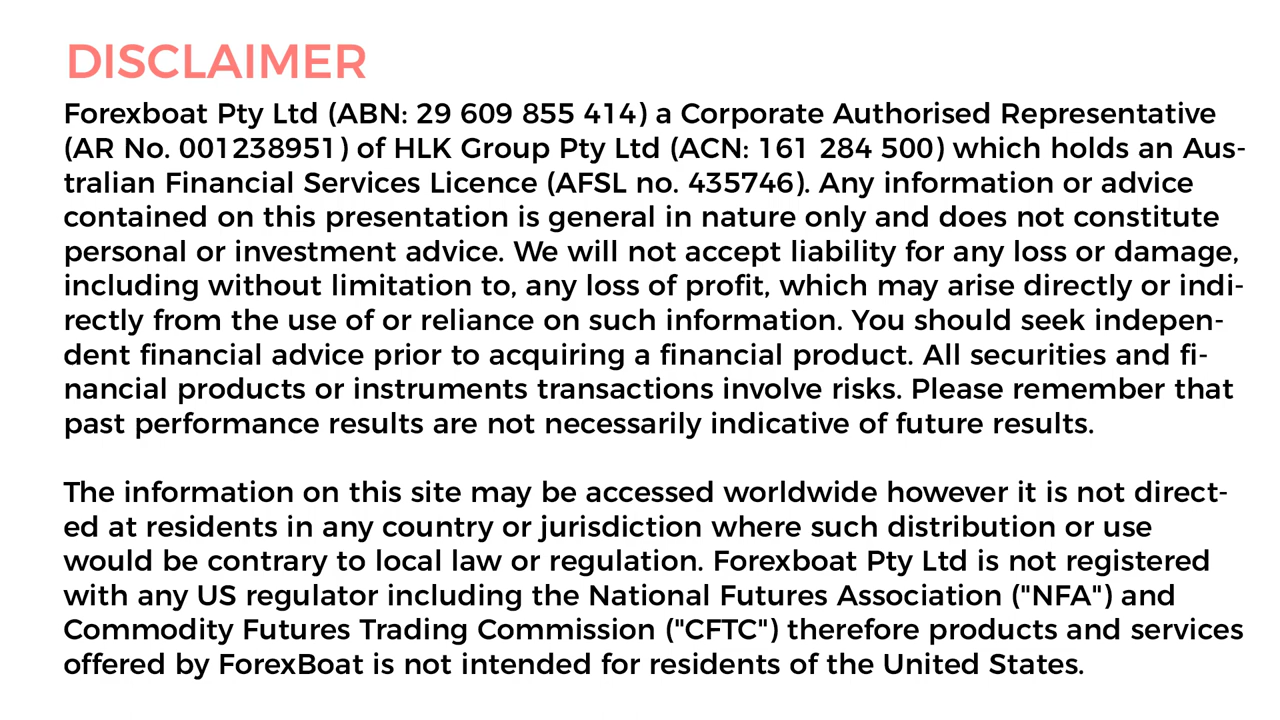 DISCLAIMER
Forexboat Pty Ltd (ABN: 29 609 855 414) a Corporate Authorised Representative
(AR No. 001238951) of HLK Group Pty Ltd (ACN: 161 284 500) which holds an Aus-
tralian Financial Services Licence (AFSL no. 435746). Any information or advice
contained on this presentation is general in nature only and does not constitute
personal or investment advice. We will not accept liability for any loss or damage,
including without limitation to, any loss of profit, which may arise directly or indi-
rectly from the use of or reliance on such information. You should seek indepen-
dent financial advice prior to acquiring a financial product. All securities and fi-
nancial products or instruments transactions involve risks. Please remember that
past performance results are not necessarily indicative of future results.
The information on this site may be accessed worldwide however it is not direct-
ed at residents in any country or jurisdiction where such distribution or use
would be contrary to local law or regulation. Forexboat Pty Ltd is not registered
with any US regulator including the National Futures Association ("NFA") and
Commodity Futures Trading Commission ("CFTC") therefore products and services
offered by ForexBoat is not intended for residents of the United States.